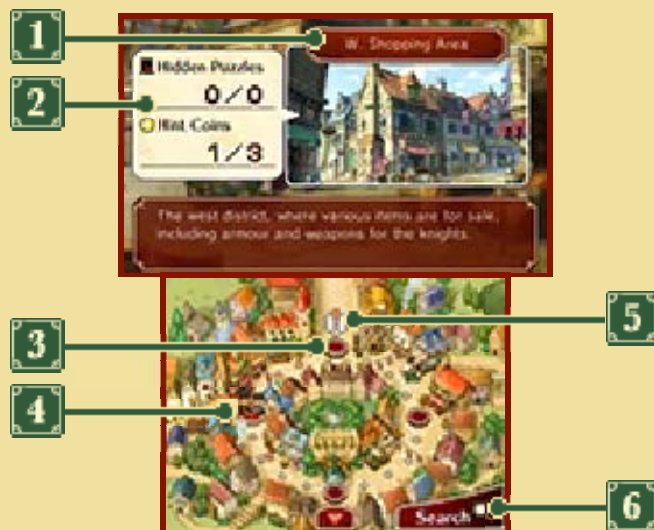 1
W. Shopping Area
Hidden Puzzles
0/0
2
Hint Coins
1/3
The west district, where various items are for sale,
including armour and weapons for the knights.
5
3
4
Search
6